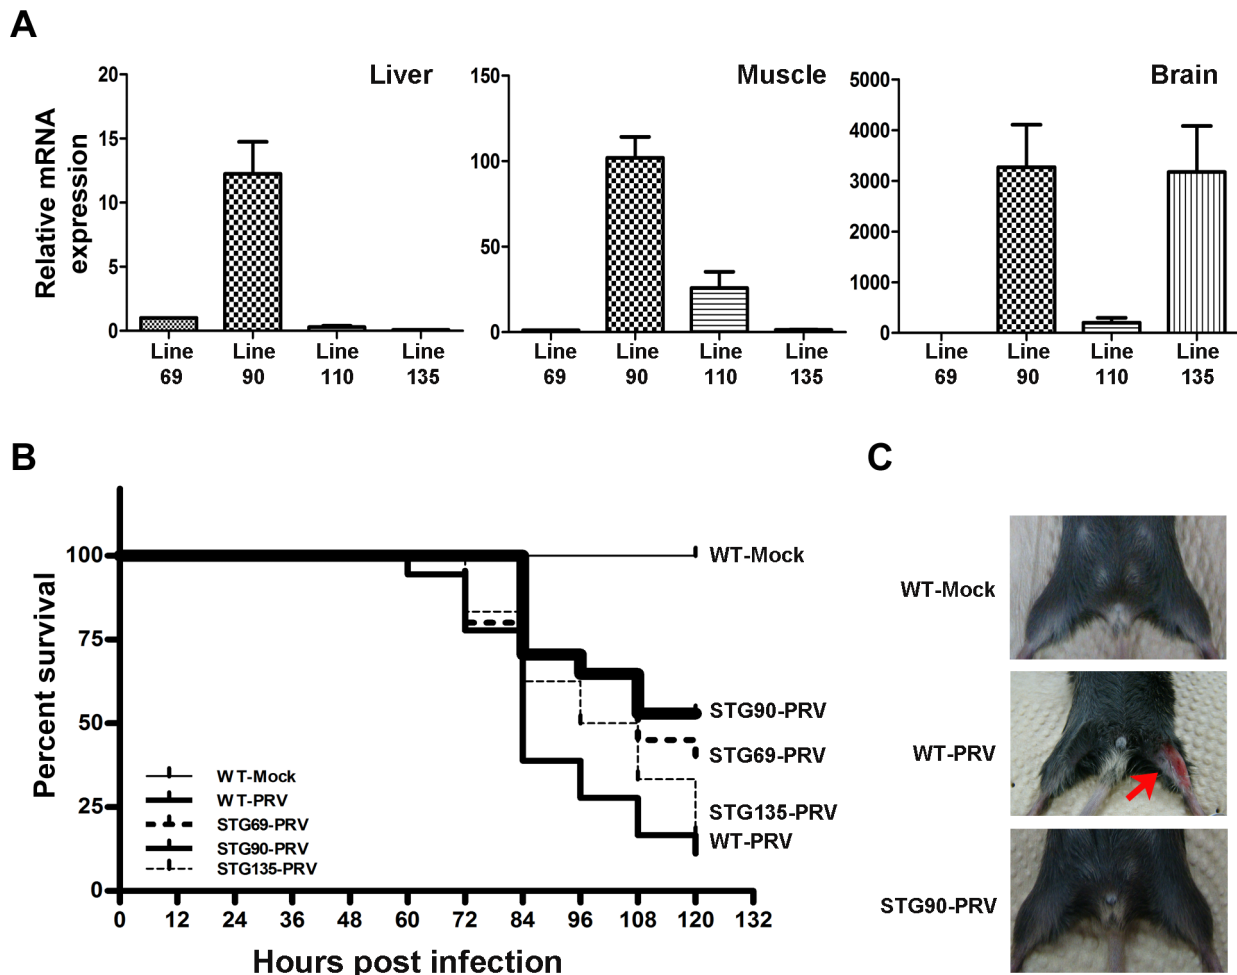 A
Relative mRNA
expression
Liver
20
15
10
5
0
Line
69
Line
90
Line
110
Line
135
Muscle
150
100
50
0
Line
69
Line
90
Line
110
Line
135
Brain
5000
4000
3000
2000
1000
0
Line
69
Line
90
Line
110
Line
135
B
Percent survival
100
75
50
25
0
WT-Mock
STG90-PRV
STG69-PRV
STG135-PRV
WT-PRV
WT-Mock
WT-PRV
STG69-PRV
STG90-PRV
STG135-PRV
0 12 24 36 48 60 72 84 96 108 120 132
Hours post infection
C
WT-Mock
WT-PRV
STG90-PRV